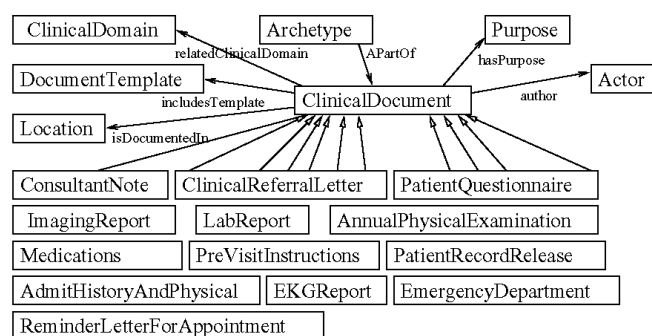 ClinicalDomain Archetype Purpose
relatedClinicalDomain APartOf hasPurpose
DocumentTemplate ClinicalDocument Actor
includesTemplate author
Location
isDocumentedIn
ConsultantNote ClinicalReferralLetter PatientQuestionnaire
ImagingReport LabReport AnnualPhysicalExamination
Medications PreVisitInstructions PatientRecordRelease
AdmitHistoryAndPhysical EKGReport EmergencyDepartment
ReminderLetterForAppointment